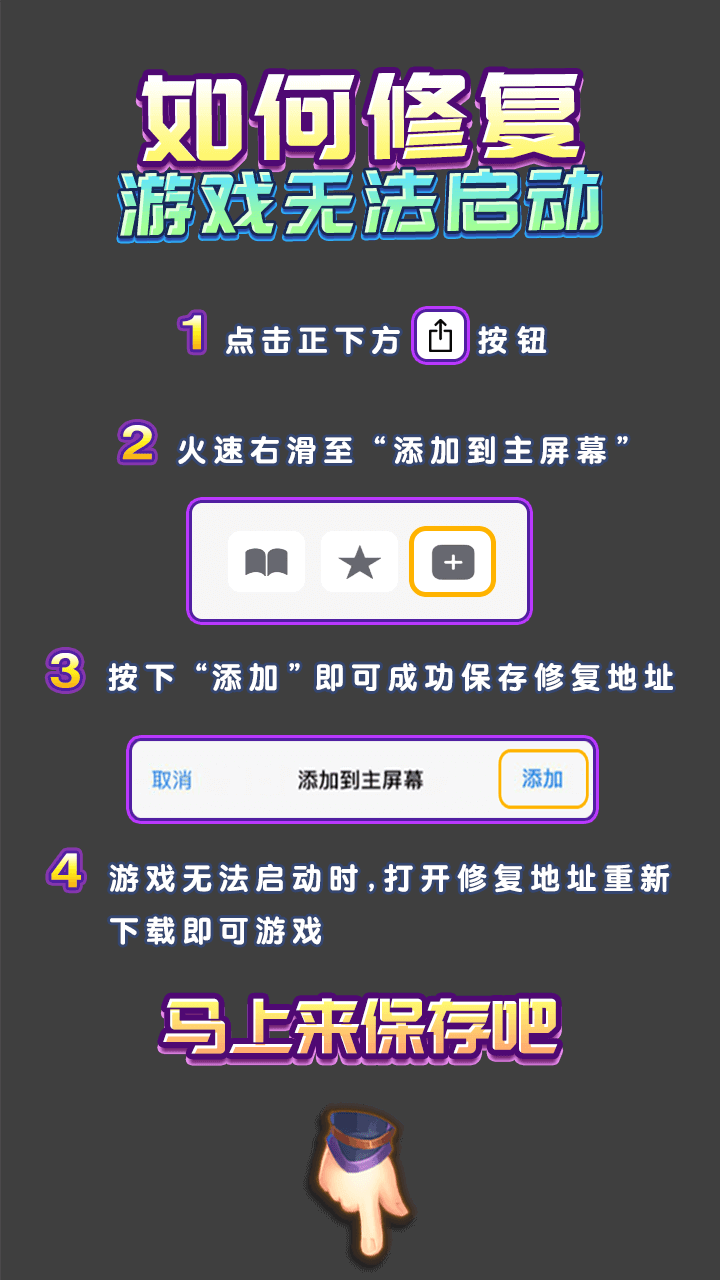 如何修复
游戏无法启动
1 点击正下方 按钮
2 火速右滑至“添加到主屏幕”
3 按下“添加”即可成功保存修复地址
取消 添加到主屏幕 添加
4 游戏无法启动时,打开修复地址重新
下载即可游戏
马上来保存吧